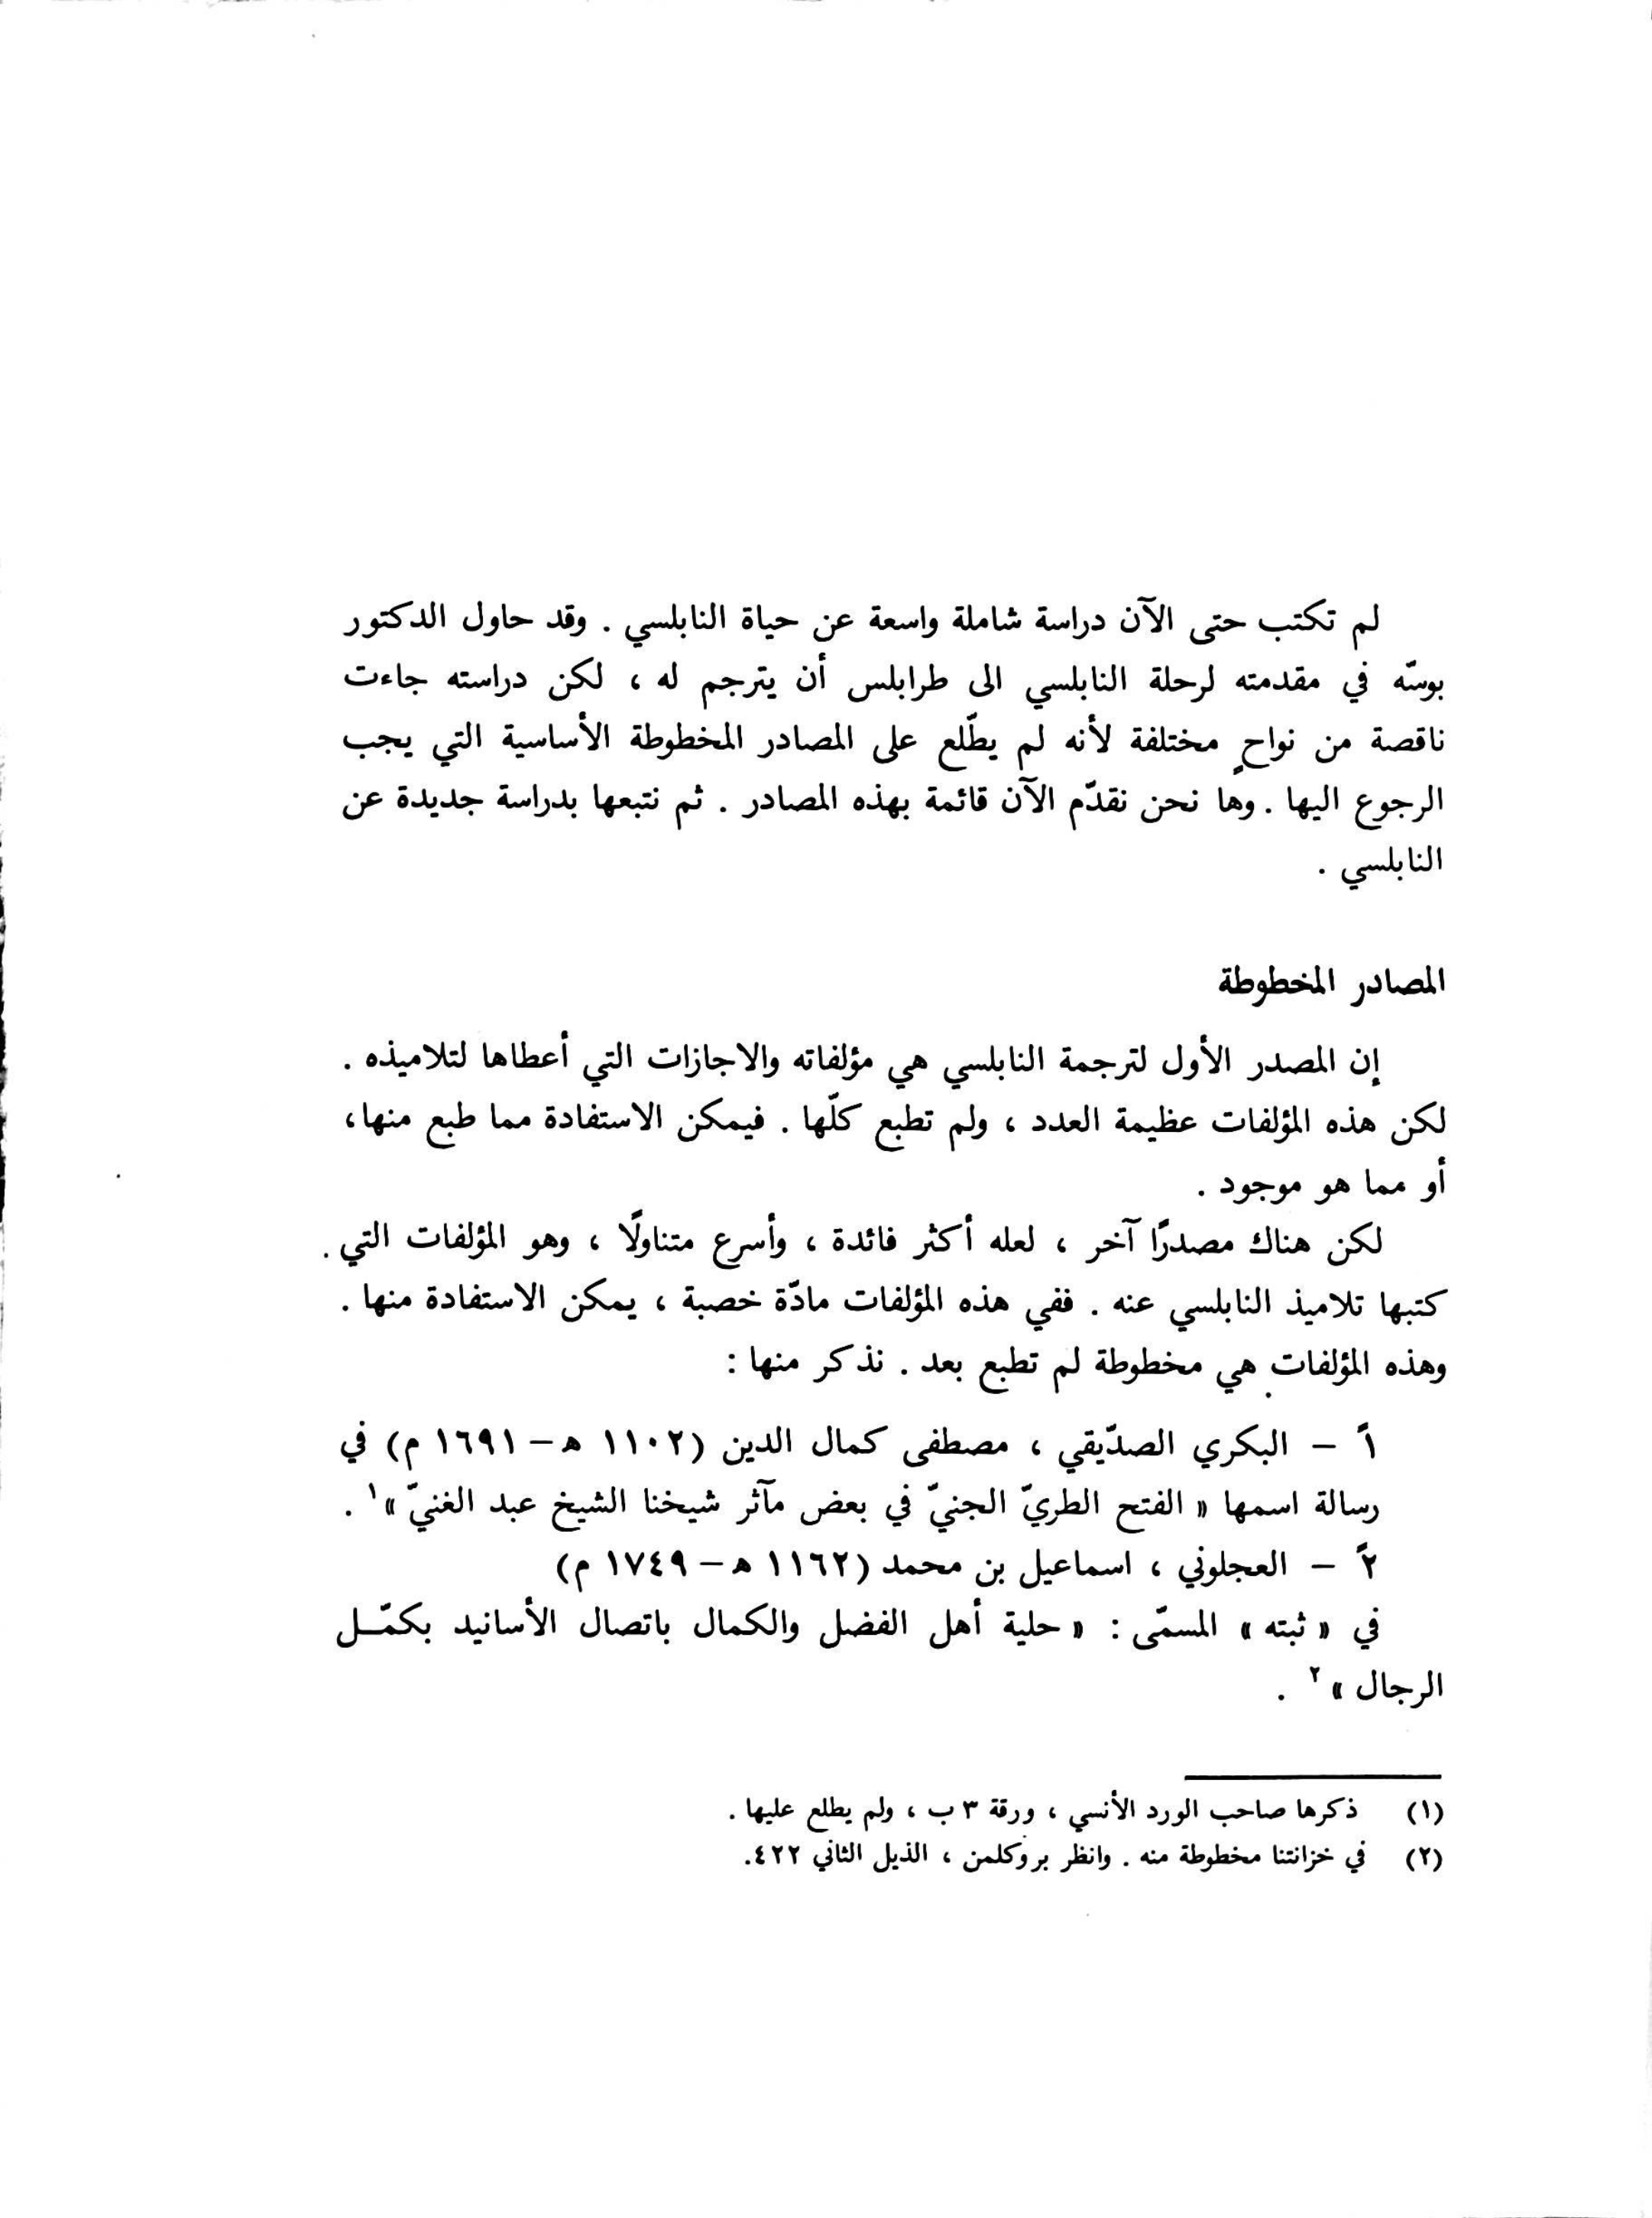 لم تكتب حتى الآن دراسة شاملة واسعة عن حياة النابلسي . وقد حاول الدكتور
بوسّه في مقدمته لرحلة النابلسي الى طرابلس أن يترجم له ، لكن دراسته جاءت
ناقصة من نواحٍ مختلفة لأنه لم يطّلع على المصادر المخطوطة الأساسية التي يجب
الرجوع اليها . وها نحن نقدّم الآن قائمة بهذه المصادر . ثم نتبعها بدراسة جديدة عن
النابلسي .
المصادر المخطوطة
إن المصدر الأول لترجمة النابلسي هي مؤلفاته والاجازات التي أعطاها لتلاميذه .
لكن هذه المؤلفات عظيمة العدد ، ولم تطبع كلّها . فيمكن الاستفادة مما طبع منها،
أو مما هو موجود .
لكن هناك مصدرًا آخر ، لعله أكثر فائدة ، وأسرع متناولًا ، وهو المؤلفات التي .
كتبها تلاميذ النابلسي عنه . ففي هذه المؤلفات مادّة خصبة ، يمكن الاستفادة منها .
وهذه المؤلفات هي مخطوطة لم تطبع بعد . نذكر منها :
١ً – البكري الصدّيقي ، مصطفى كمال الدين (١١٠٢ ه – ١٦٩١ م) في
رسالة اسمها « الفتح الطريّ الجنيّ في بعض مآثر شيخنا الشيخ عبد الغنيّ »١ .
٢ً – العجلوني ، اسماعيل بن محمد (١١٦٢ ه – ١٧٤٩ م)
في « ثبته » المسمّى : « حلية أهل الفضل والكمال باتصال الأسانيد بكمّـل
الرجال »٢ .
(١) ذكرها صاحب الورد الأنسي ، ورقة ٣ ب ، ولم يطلع عليها .
(٢) في خزانتنا مخطوطة منه . وانظر بروكلمن ، الذيل الثاني ٤٢٢.